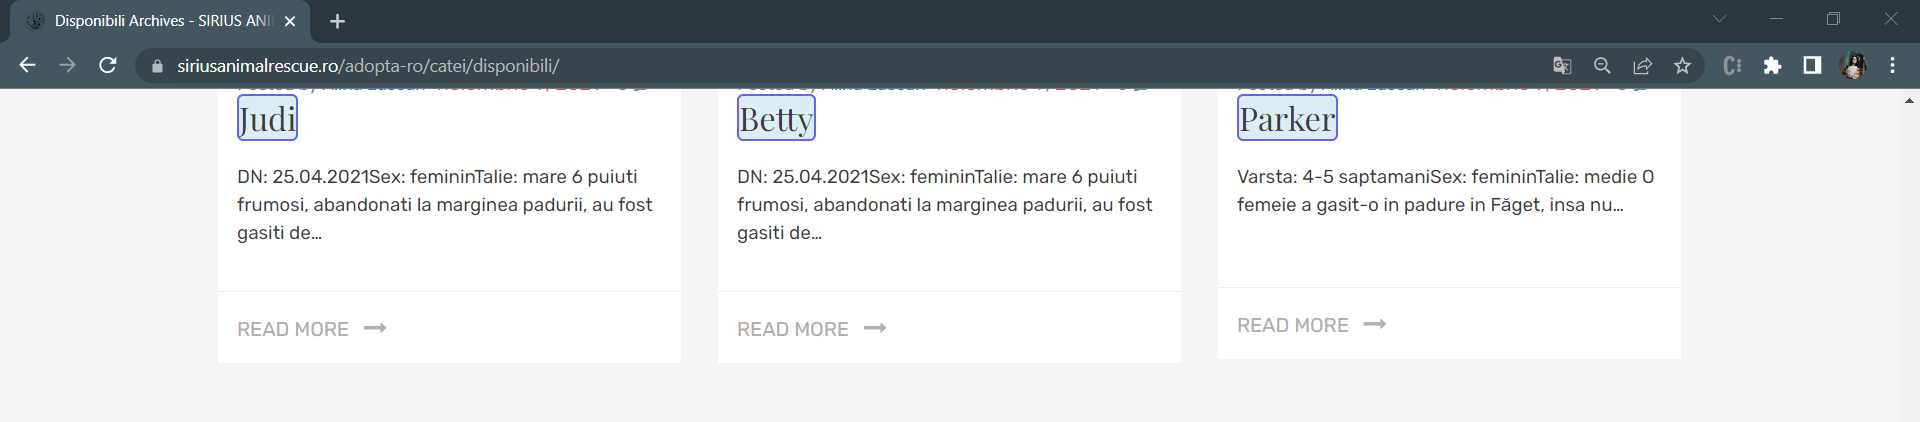 Disponibili Archives - SIRIUS ANI
siriusanimalrescue.ro/adopta-ro/catei/disponibili/
Judi
DN: 25.04.2021Sex: femininTalie: mare 6 puiuti
frumosi, abandonati la marginea padurii, au fost
gasiti de...
READ MORE
Betty
DN: 25.04.2021Sex: femininTalie: mare 6 puiuti
frumosi, abandonati la marginea padurii, au fost
gasiti de...
READ MORE
Parker
Varsta: 4-5 saptamaniSex: femininTalie: medie O
femeie a gasit-o in padure in Făget, insa nu...
READ MORE